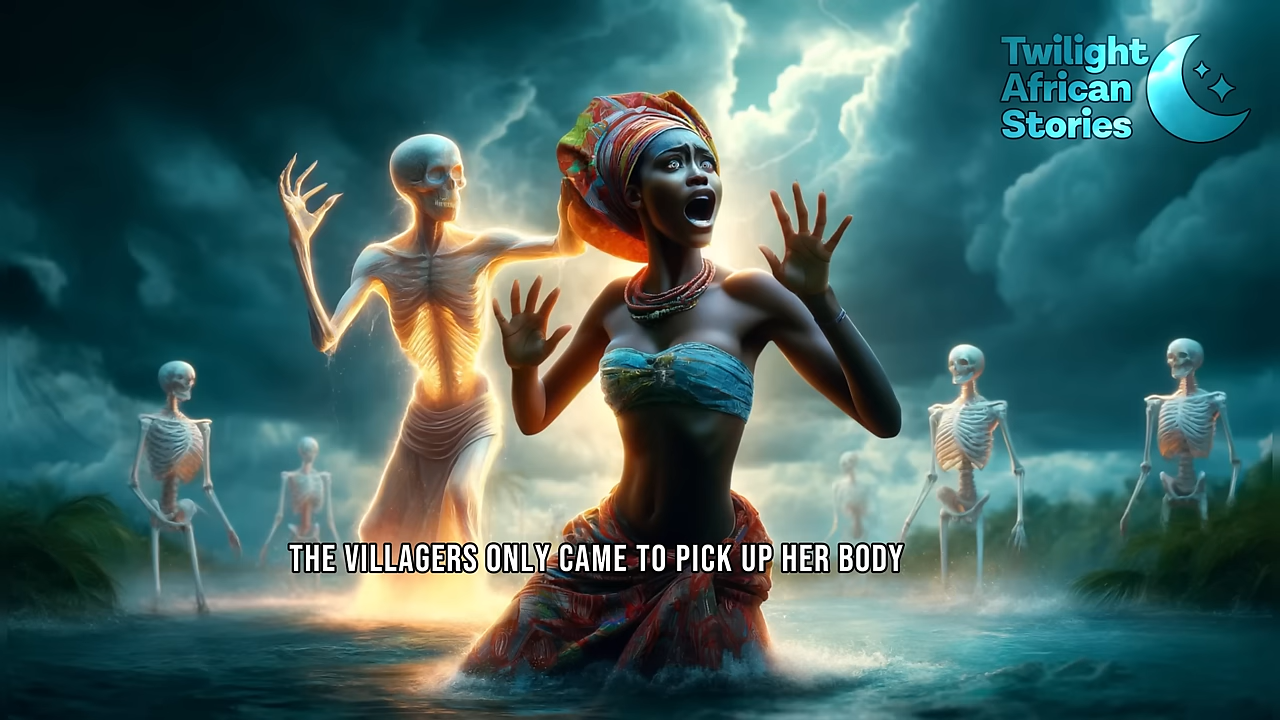 Twilight
African
Stories
THE VILLAGERS ONLY CAME TO PICK UP HER BODY